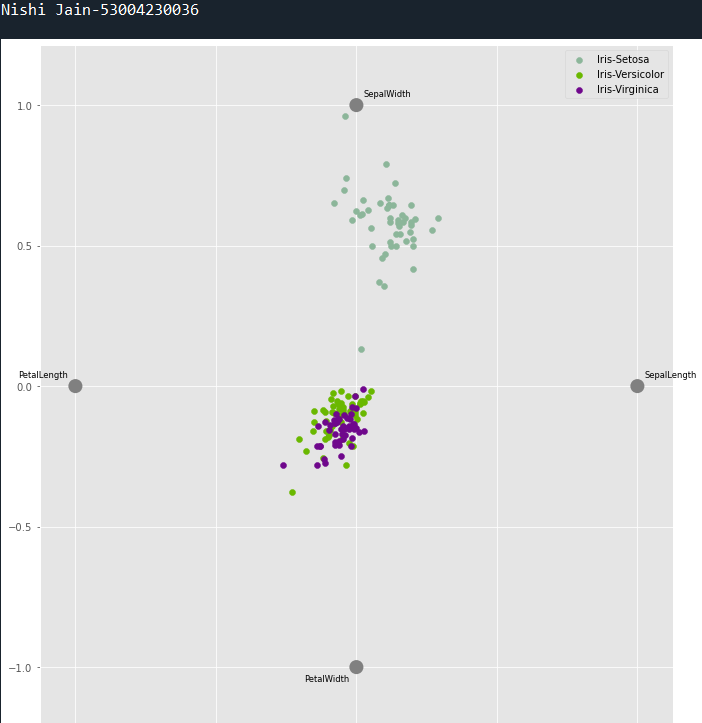 Nishi Jain-53004230036
Iris-Setosa
Iris-Versicolor
Iris-Virginica
SepalWidth
1.0
0.5
PetalLength
SepalLength
0.0
−0.5
−1.0
PetalWidth